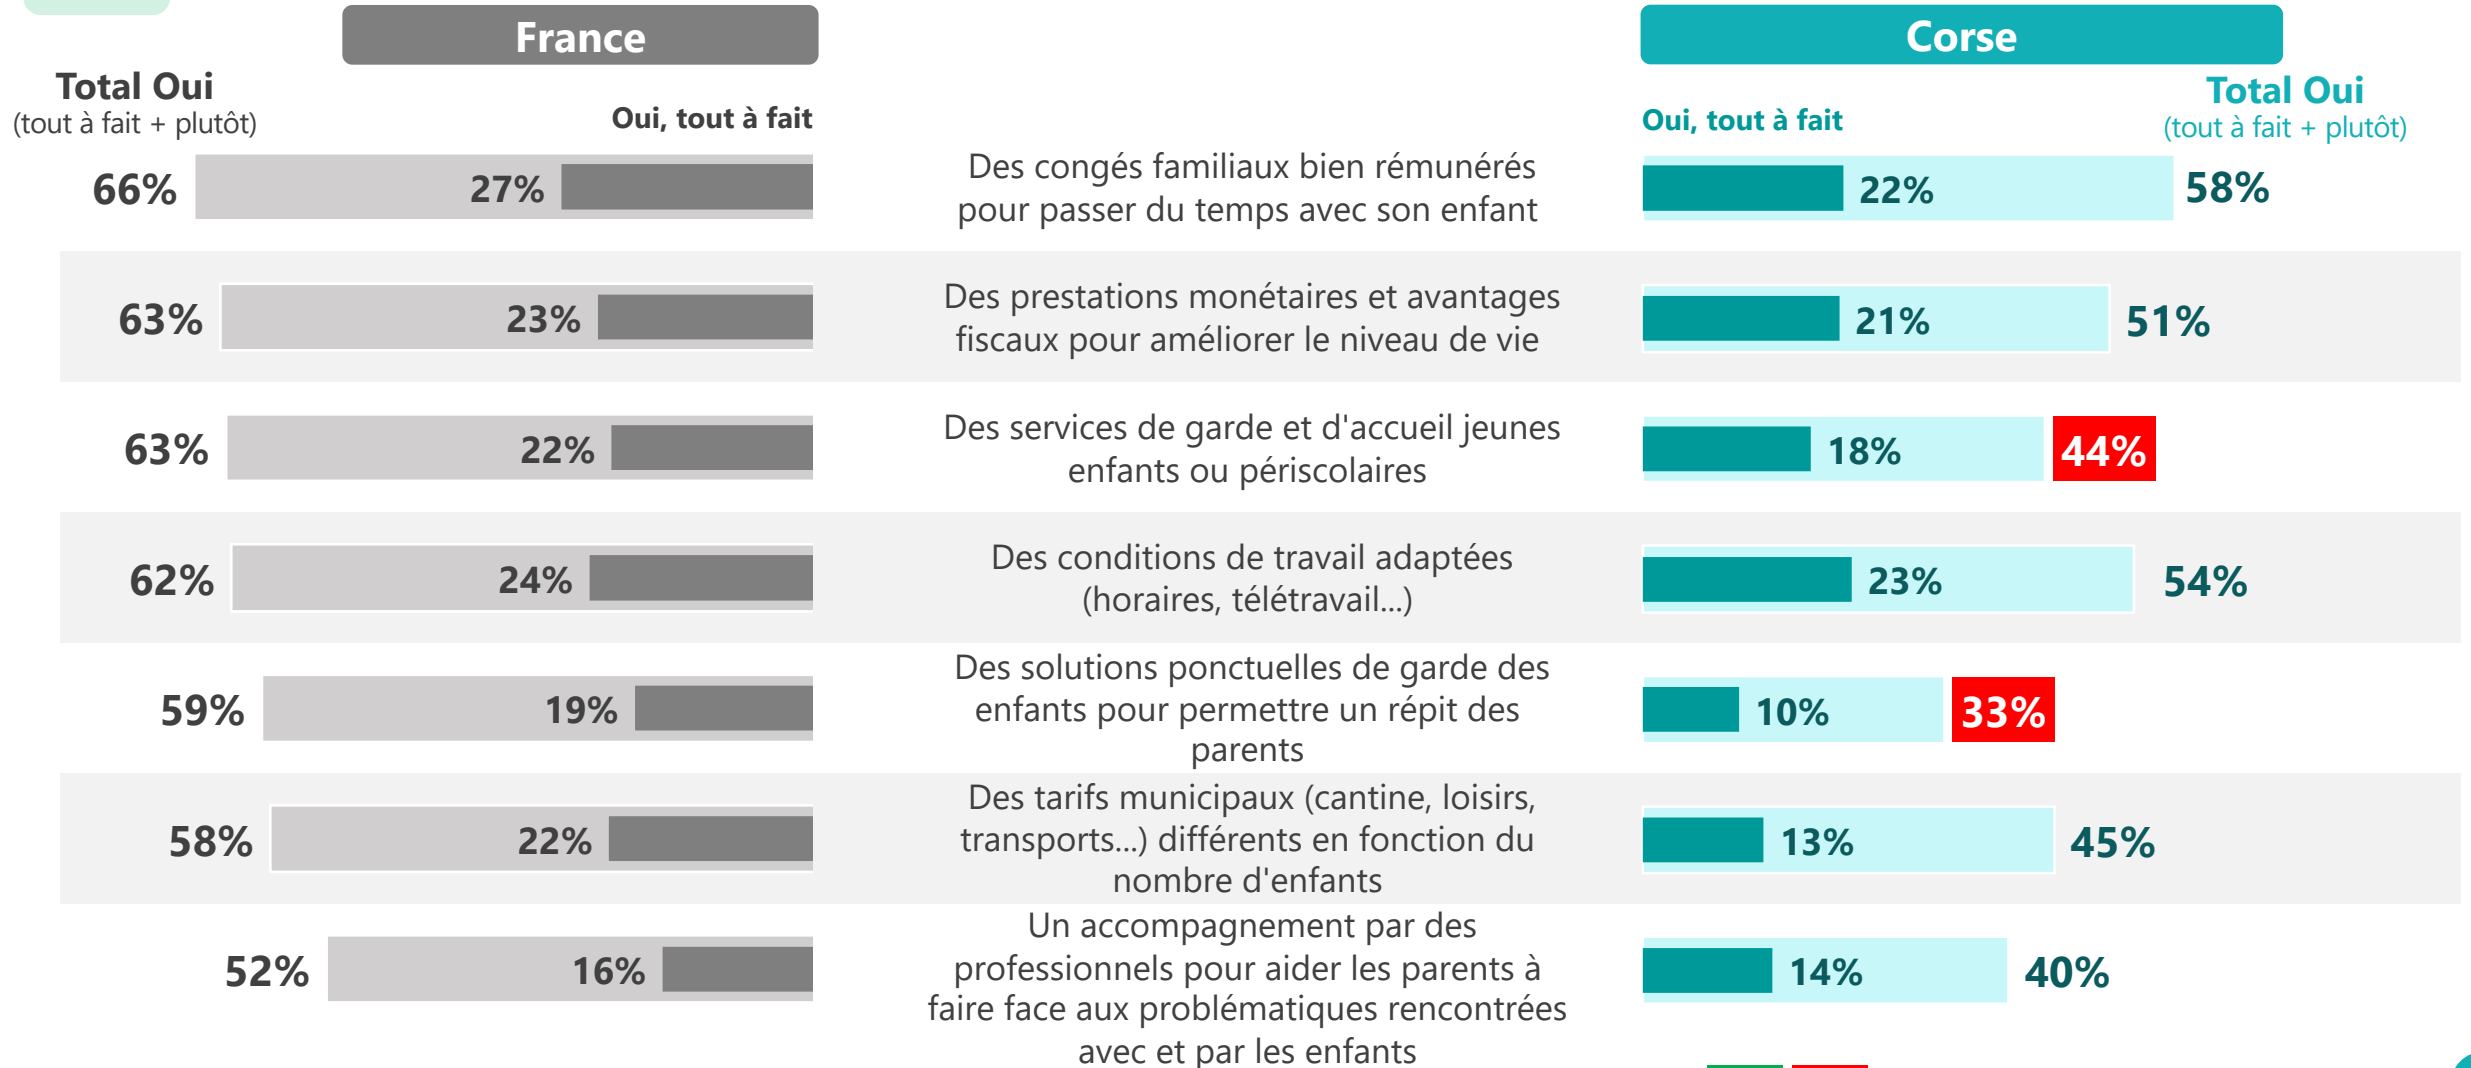 France
Corse
Total Oui
(tout à fait + plutôt)
Oui, tout à fait
Oui, tout à fait
Total Oui
(tout à fait + plutôt)
66%
27%
Des congés familiaux bien rémunérés
pour passer du temps avec son enfant
22%
58%
63%
23%
Des prestations monétaires et avantages
fiscaux pour améliorer le niveau de vie
21%
51%
63%
22%
Des services de garde et d'accueil jeunes
enfants ou périscolaires
18%
44%
62%
24%
Des conditions de travail adaptées
(horaires, télétravail...)
23%
54%
59%
19%
Des solutions ponctuelles de garde des
enfants pour permettre un répit des
parents
10%
33%
58%
22%
Des tarifs municipaux (cantine, loisirs,
transports...) différents en fonction du
nombre d'enfants
13%
45%
52%
16%
Un accompagnement par des
professionnels pour aider les parents à
faire face aux problématiques rencontrées
avec et par les enfants
14%
40%